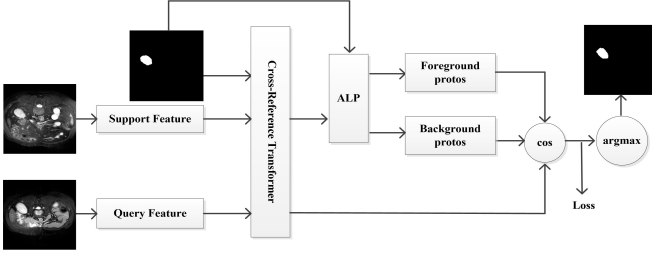 Support Feature
Query Feature
Cross-Reference Transformer
ALP
Foreground
protos
Background
protos
cos
argmax
Loss